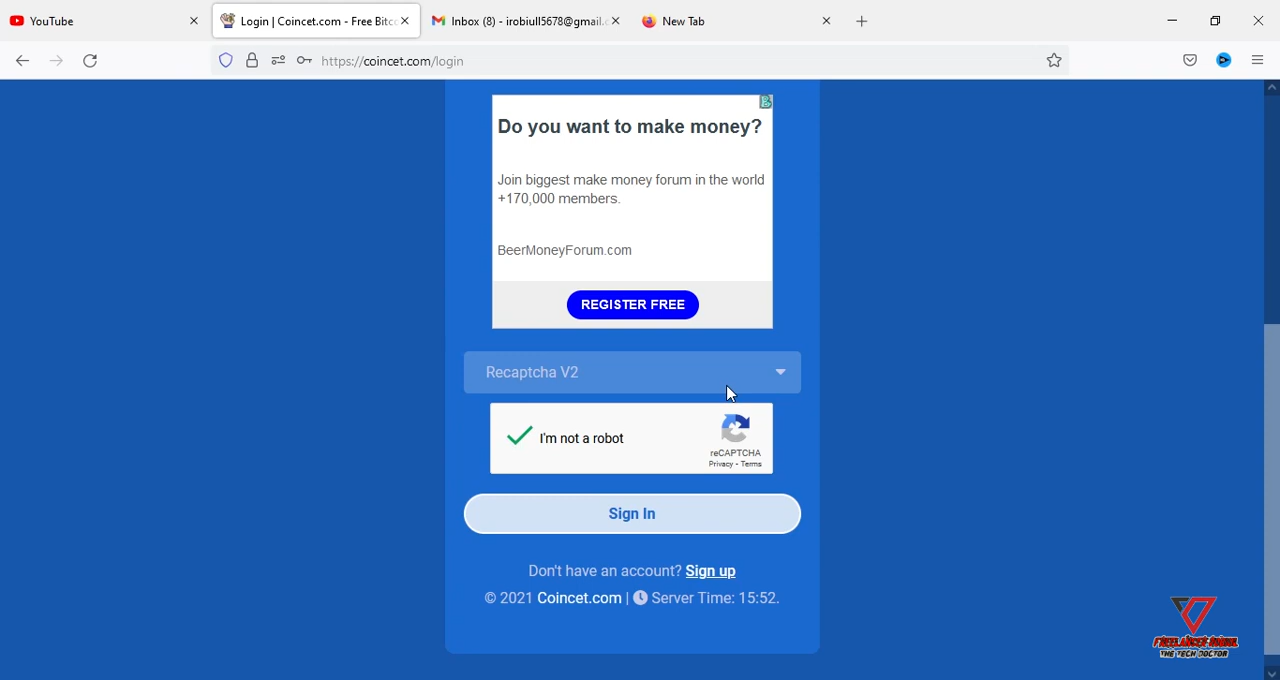 YouTube
Login | Coincet.com - Free Bitc
Inbox (8) - irobiull5678@gmail.c
New Tab
https://coincet.com/login
Do you want to make money?
Join biggest make money forum in the world
+170,000 members.
BeerMoneyForum.com
REGISTER FREE
Recaptcha V2
I'm not a robot
reCAPTCHA
Privacy - Terms
Sign In
Don't have an account? Sign up
© 2021 Coincet.com | Server Time: 15:52.
THE TECH DOCTOR